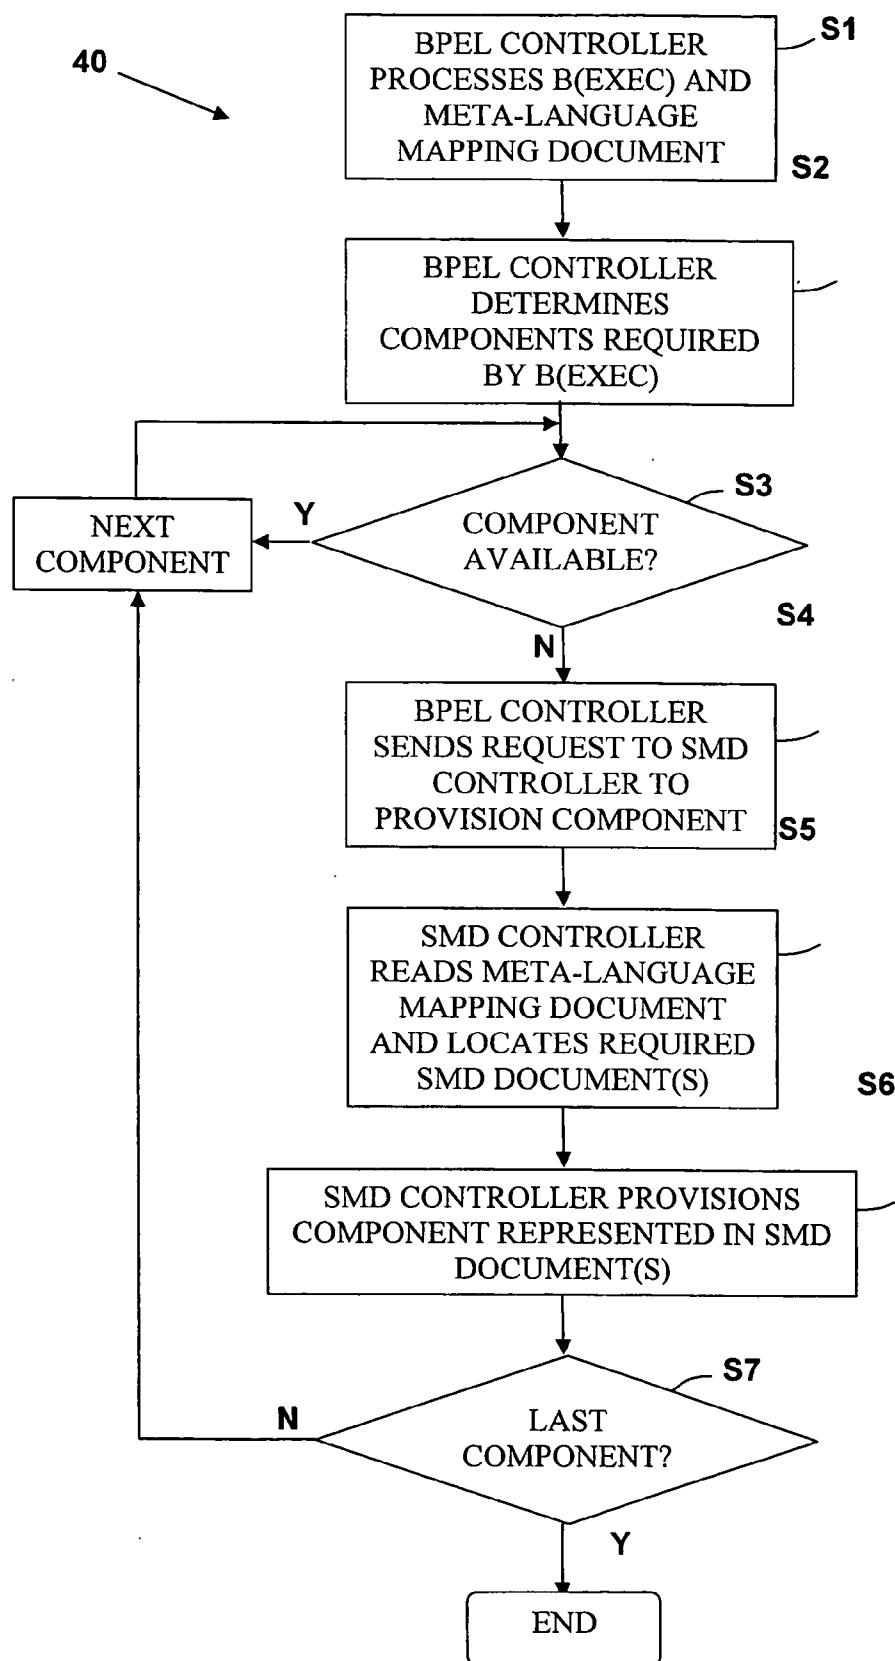 40
S1
BPEL CONTROLLER
PROCESSES B(EXEC) AND
META-LANGUAGE
MAPPING DOCUMENT
S2
BPEL CONTROLLER
DETERMINES
COMPONENTS REQUIRED
BY B(EXEC)
S3
COMPONENT
AVAILABLE?
Y
NEXT
COMPONENT
N
S4
BPEL CONTROLLER
SENDS REQUEST TO SMD
CONTROLLER TO
PROVISION COMPONENT
S5
SMD CONTROLLER
READS META-LANGUAGE
MAPPING DOCUMENT
AND LOCATES REQUIRED
SMD DOCUMENT(S)
S6
SMD CONTROLLER PROVISIONS
COMPONENT REPRESENTED IN SMD
DOCUMENT(S)
S7
LAST
COMPONENT?
N
Y
END